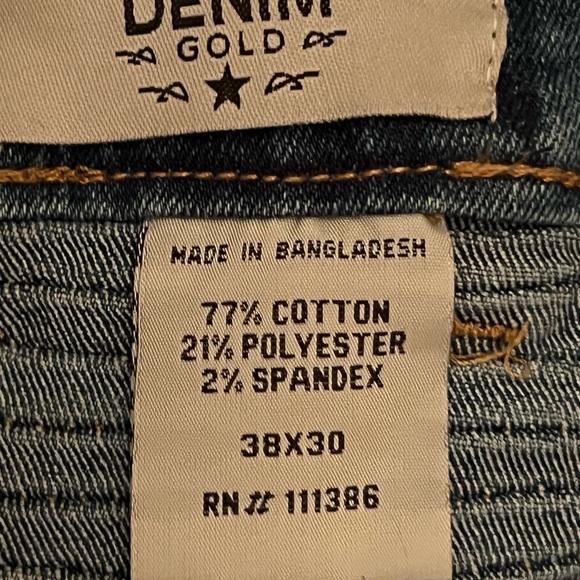 DENIM
GOLD
MADE IN BANGLADESH
77% COTTON
21% POLYESTER
2% SPANDEX
38X30
RN # 111386